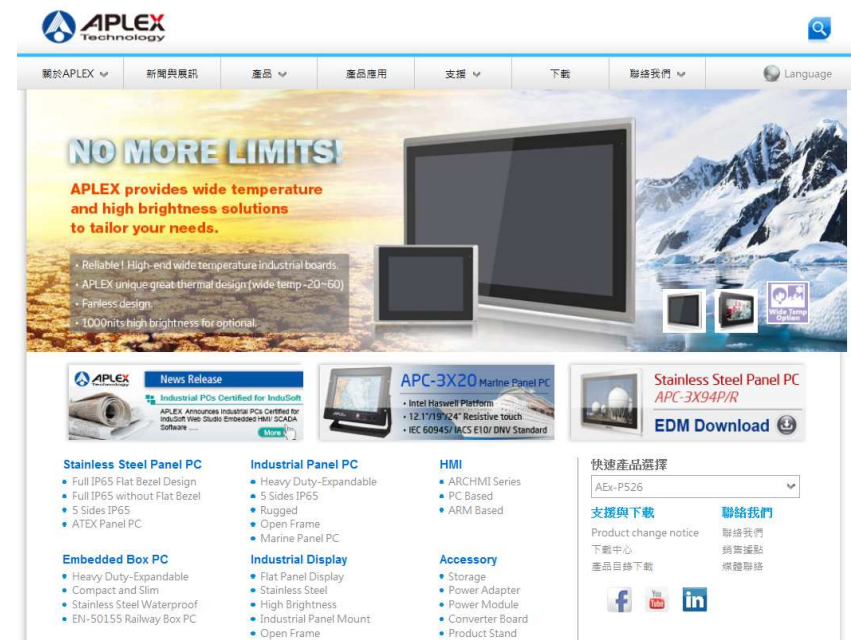 APLEX
Technology
關於APLEX
新聞與展訊
產品
產品應用
支援
下載
聯絡我們
Language
NO MORE LIMITS!
APLEX provides wide temperature
and high brightness solutions
to tailor your needs.
• Reliable! High-end wide temperature industrial boards.
• APLEX unique great thermal design (wide temp -20~60)
• Fanless design.
• 1000nits high brightness for optional.
Wide Temp
Option
APLEX
Technology
News Release
Industrial PCs Certified for InduSoft
APLEX Announces Industrial PCs Certified for
InduSoft Web Studio Embedded HMI/ SCADA
Software .....
More
APC-3X20 Marine Panel PC
• Intel Haswell Platform
• 12.1"/19"/24" Resistive touch
• IEC 60945/ IACS E10/ DNV Standard
Stainless Steel Panel PC
APC-3X94P/R
EDM Download
Stainless Steel Panel PC
• Full IP65 Flat Bezel Design
• Full IP65 without Flat Bezel
• 5 Sides IP65
• ATEX Panel PC
Industrial Panel PC
• Heavy Duty-Expandable
• 5 Sides IP65
• Rugged
• Open Frame
• Marine Panel PC
HMI
• ARCHMI Series
• PC Based
• ARM Based
快速產品選擇
AEx-P526
支援與下載
Product change notice
下載中心
產品目錄下載
聯絡我們
聯絡我們
銷售據點
媒體聯絡
Embedded Box PC
• Heavy Duty-Expandable
• Compact and Slim
• Stainless Steel Waterproof
• EN-50155 Railway Box PC
Industrial Display
• Flat Panel Display
• Stainless Steel
• High Brightness
• Industrial Panel Mount
• Open Frame
Accessory
• Storage
• Power Adapter
• Power Module
• Converter Board
• Product Stand
f
You
Tube
in